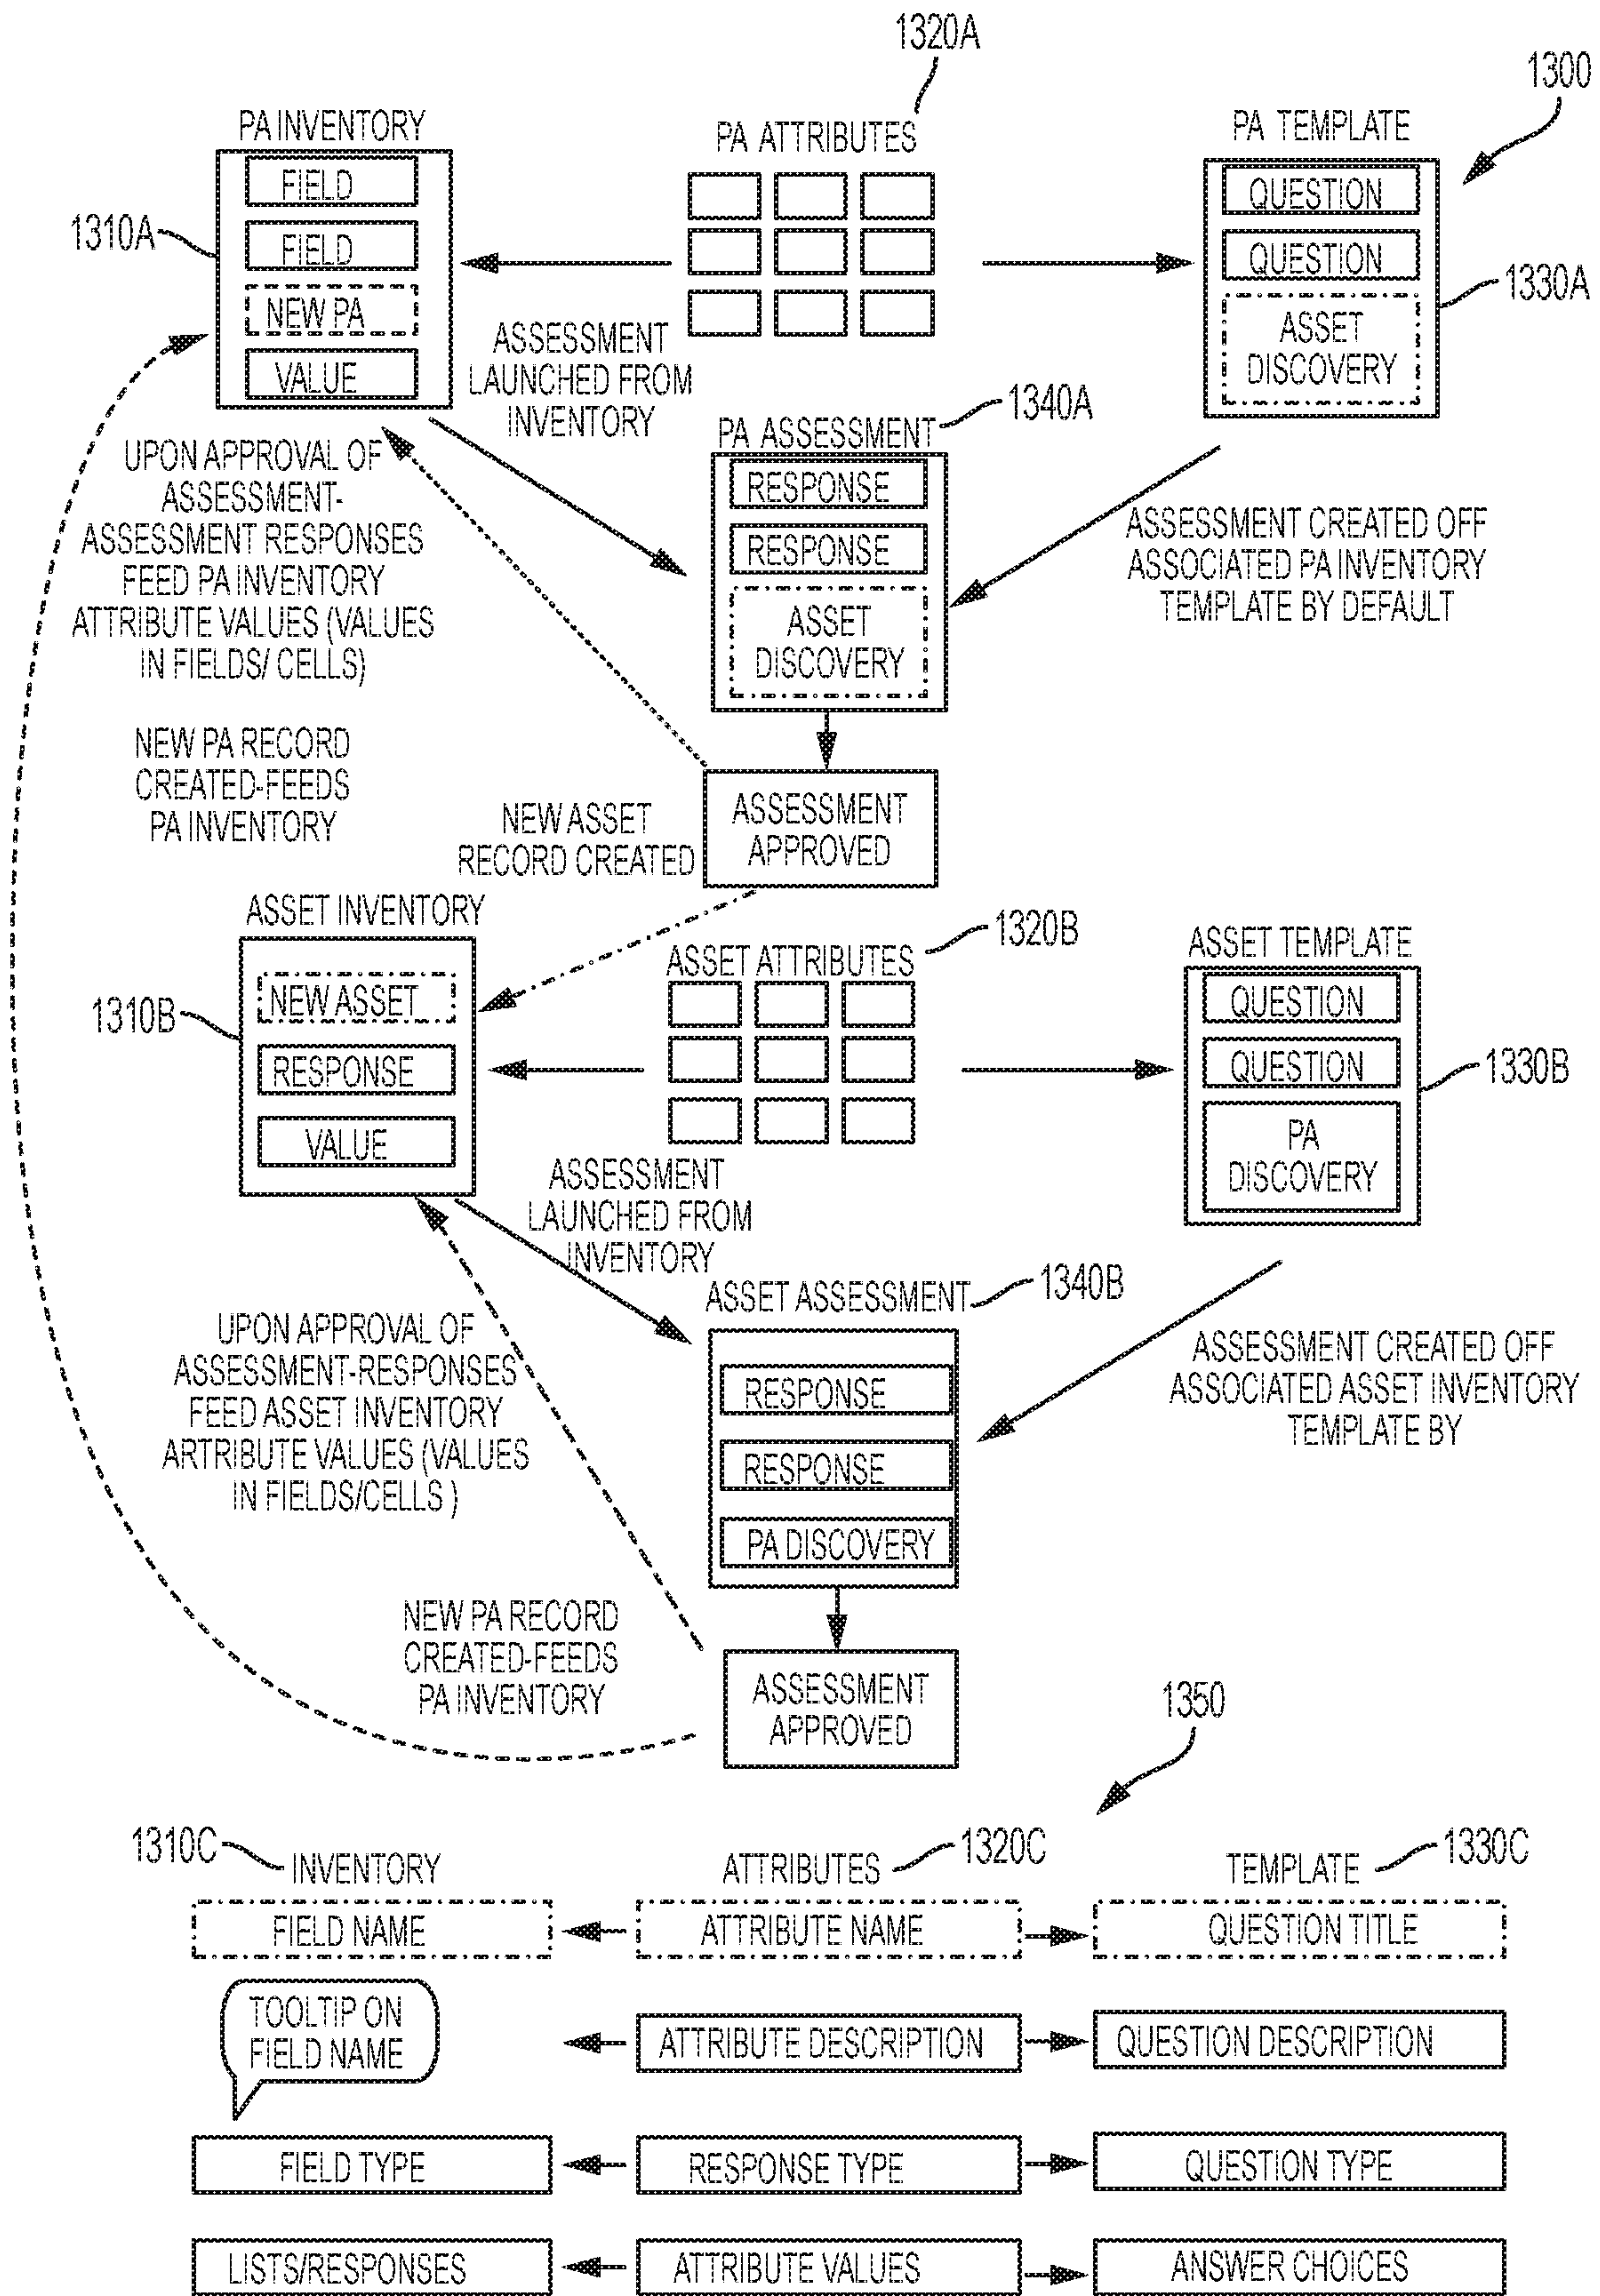 1320A
1300
PA INVENTORY
PA ATTRIBUTES
PA TEMPLATE
FIELD
FIELD
NEW PA
VALUE
1310A
QUESTION
QUESTION
ASSET
DISCOVERY
1330A
ASSESSMENT
LAUNCHED FROM
INVENTORY
1340A
PA ASSESSMENT
RESPONSE
RESPONSE
ASSET
DISCOVERY
UPON APPROVAL OF
ASSESSMENT-
ASSESSMENT RESPONSES
FEED PA INVENTORY
ATTRIBUTE VALUES (VALUES
IN FIELDS/ CELLS)
ASSESSMENT CREATED OFF
ASSOCIATED PA INVENTORY
TEMPLATE BY DEFAULT
NEW PA RECORD
CREATED-FEEDS
PA INVENTORY
NEW ASSET
RECORD CREATED
ASSESSMENT
APPROVED
ASSET INVENTORY
NEW ASSET
RESPONSE
VALUE
1310B
ASSET ATTRIBUTES
1320B
ASSET TEMPLATE
QUESTION
QUESTION
PA
DISCOVERY
1330B
ASSESSMENT
LAUNCHED FROM
INVENTORY
ASSET ASSESSMENT
1340B
RESPONSE
RESPONSE
PA DISCOVERY
UPON APPROVAL OF
ASSESSMENT-RESPONSES
FEED ASSET INVENTORY
ARTRIBUTE VALUES (VALUES
IN FIELDS/CELLS )
ASSESSMENT CREATED OFF
ASSOCIATED ASSET INVENTORY
TEMPLATE BY
NEW PA RECORD
CREATED-FEEDS
PA INVENTORY
ASSESSMENT
APPROVED
1350
1310C
INVENTORY
ATTRIBUTES
1320C
TEMPLATE
1330C
FIELD NAME
ATTRIBUTE NAME
QUESTION TITLE
TOOLTIP ON
FIELD NAME
ATTRIBUTE DESCRIPTION
QUESTION DESCRIPTION
FIELD TYPE
RESPONSE TYPE
QUESTION TYPE
LISTS/RESPONSES
ATTRIBUTE VALUES
ANSWER CHOICES